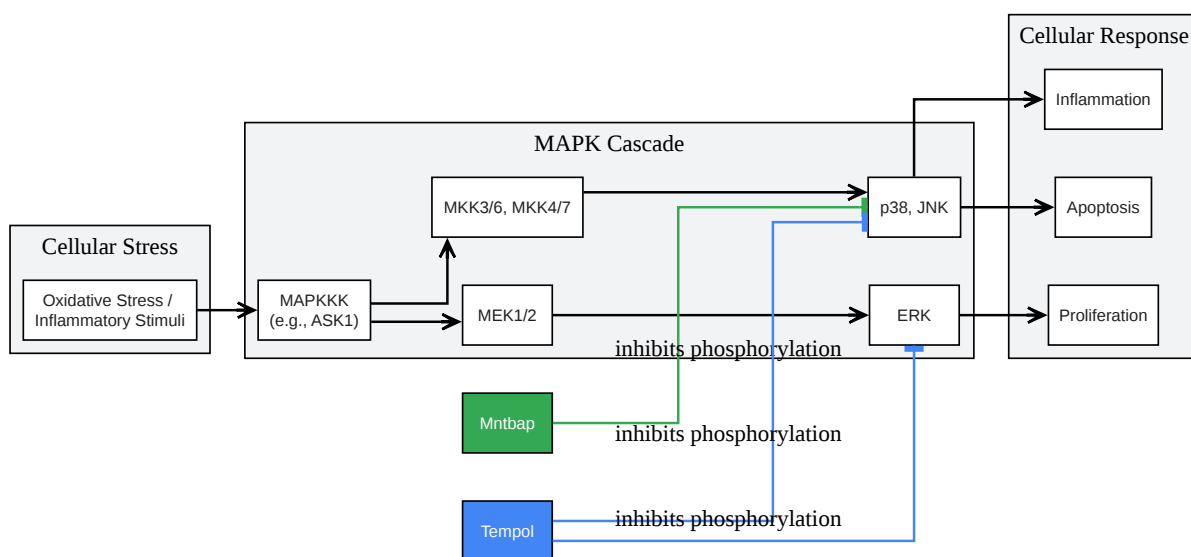 Cellular Response
Inflammation
MAPK Cascade
MKK3/6, MKK4/7
p38, JNK
Apoptosis
Cellular Stress
Oxidative Stress /
Inflammatory Stimuli
MAPKKK
(e.g., ASK1)
MEK1/2
ERK
Proliferation
inhibits phosphorylation
Mntbap
inhibits phosphorylation
Tempol
inhibits phosphorylation